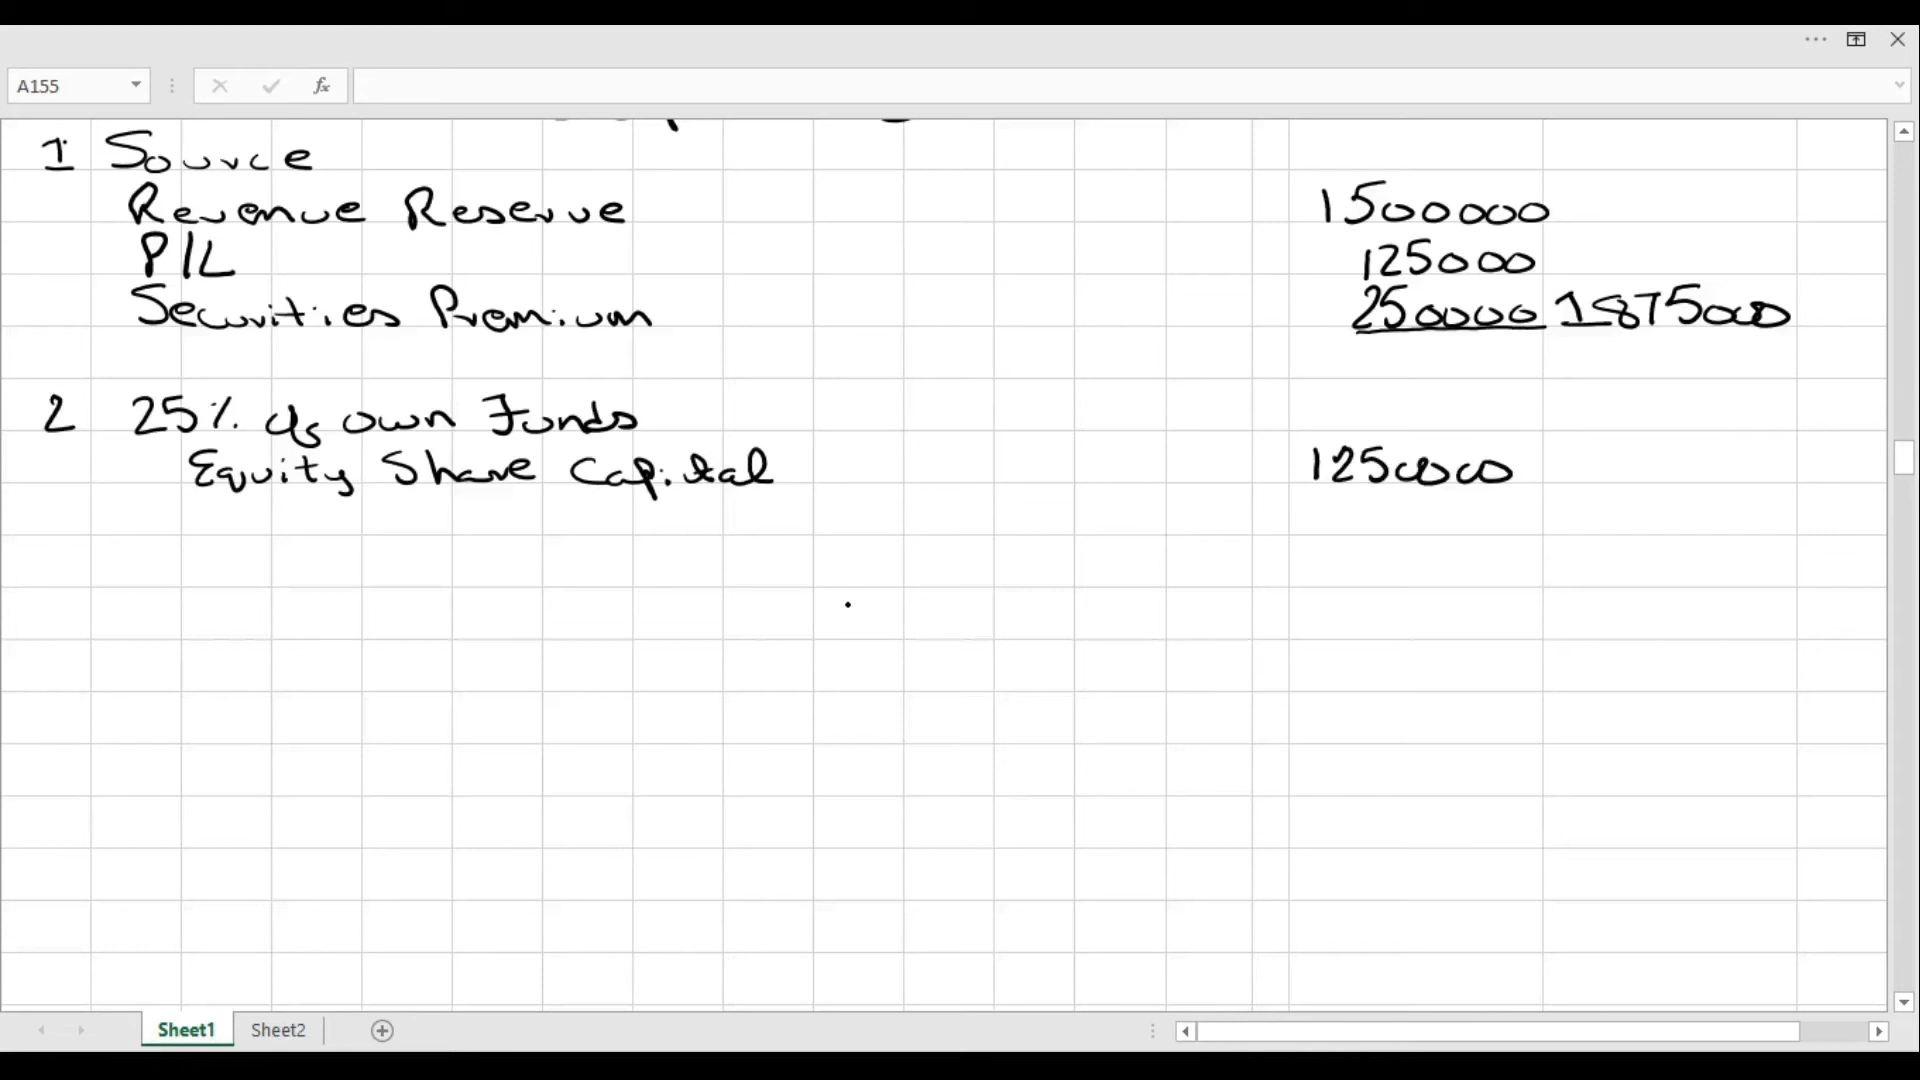 A155
fx
1 Source
Revenue Reserve 1500000
P/L 125000
Securities Premium 250000 1875000
2 25% of own Funds
Equity Share Capital 1250000
Sheet1 Sheet2